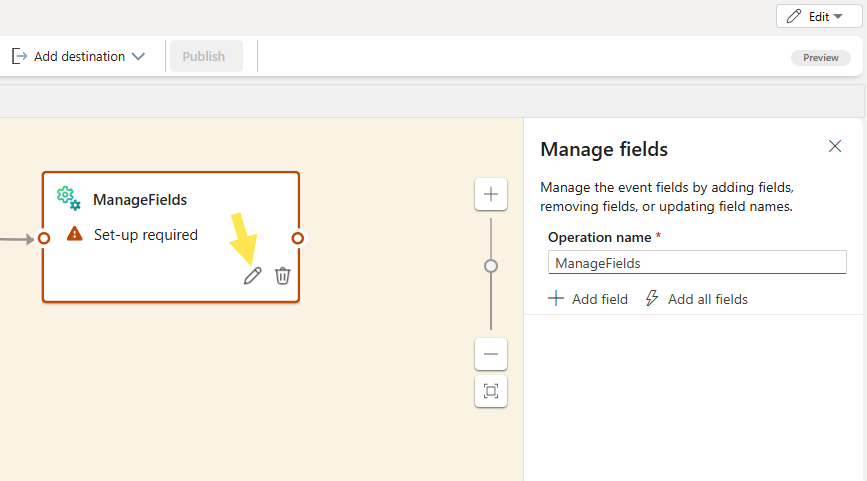 Edit
Add destination
Publish
Preview
ManageFields
Set-up required
Manage fields
Manage the event fields by adding fields,
removing fields, or updating field names.
Operation name *
ManageFields
Add field
Add all fields